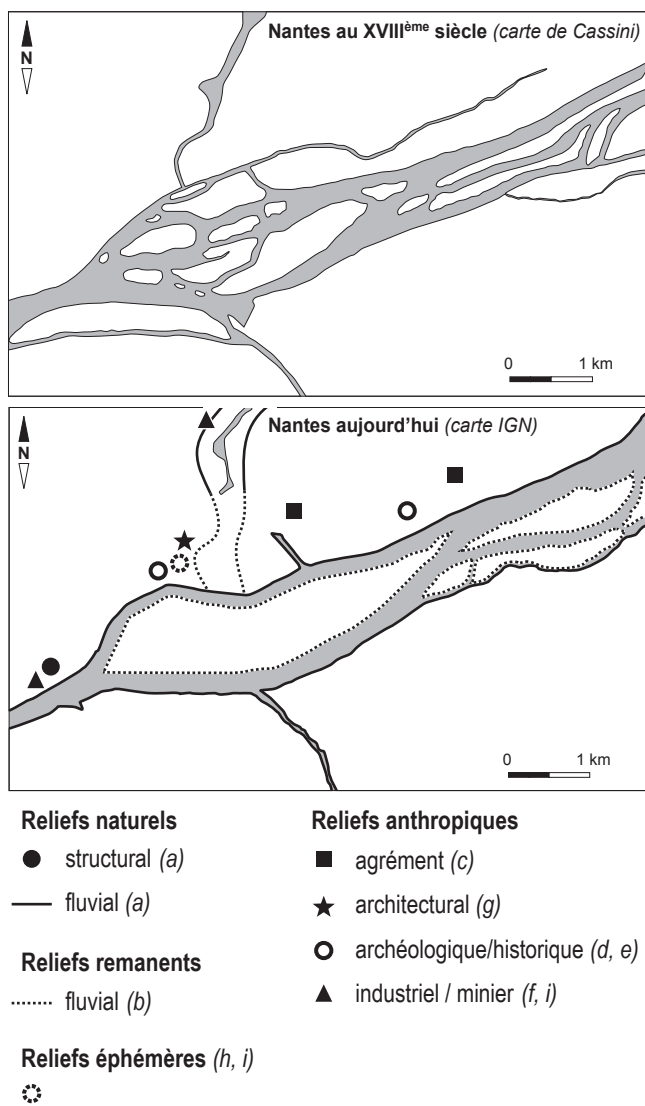 Nantes au XVIIIème siècle (carte de Cassini)
N
0 1 km
Nantes aujourd'hui (carte IGN)
N
0 1 km
Reliefs naturels
structural (a)
fluvial (a)
Reliefs remanents
fluvial (b)
Reliefs éphémères (h, i)
Reliefs anthropiques
agrément (c)
architectural (g)
archéologique/historique (d, e)
industriel / minier (f, i)